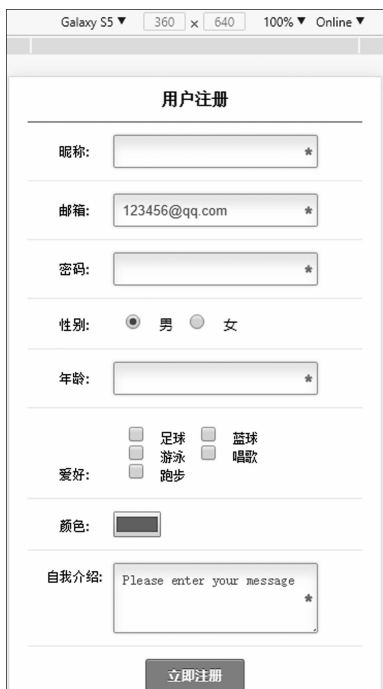 Galaxy S5 ▼ 360 × 640 100% ▼ Online ▼
用户注册
昵称: *
邮箱: 123456@qq.com *
密码: *
性别: 男 女
年龄: *
足球 蓝球
游泳 唱歌
爱好: 跑步
颜色:
自我介绍: Please enter your message *
立即注册